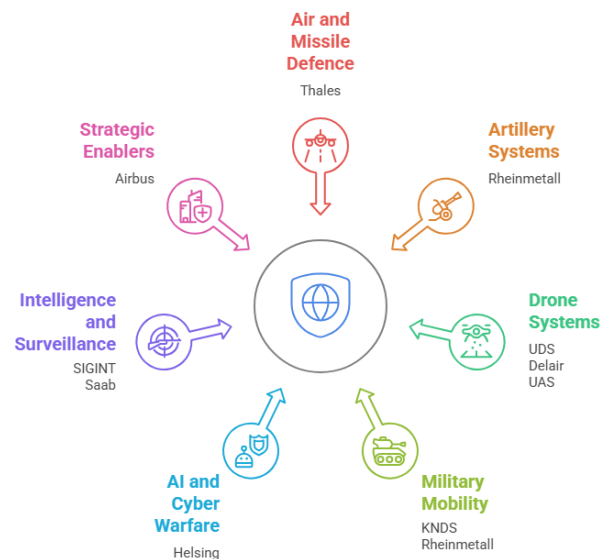 Air and
Missile
Defence
Thales
Strategic
Enablers
Airbus
Artillery
Systems
Rheinmetall
Intelligence
and
Surveillance
SIGINT
Saab
Drone
Systems
UDS
Delair
UAS
AI and
Cyber
Warfare
Helsing
Military
Mobility
KNDS
Rheinmetall